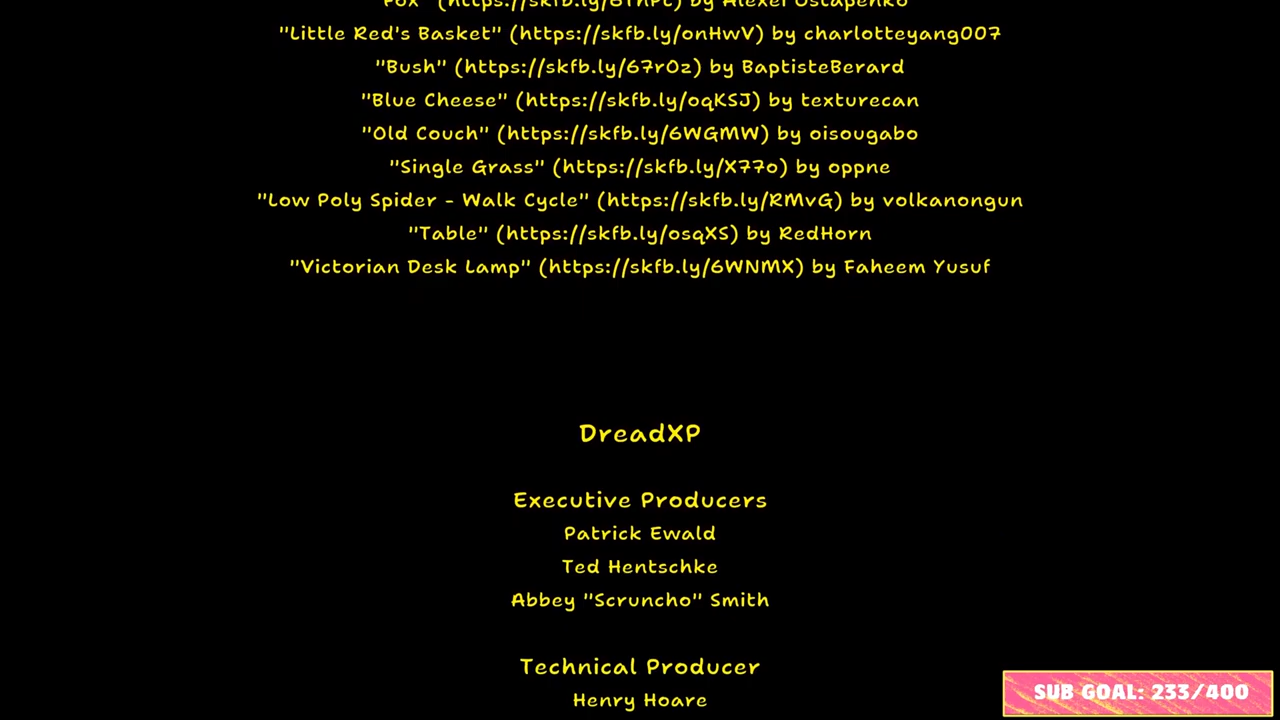 "Little Red's Basket" (https://skfb.ly/onHwV) by charlotteyang007
"Bush" (https://skfb.ly/67rOz) by BaptisteBerard
"Blue Cheese" (https://skfb.ly/oqKSJ) by texturecan
"Old Couch" (https://skfb.ly/6WGMW) by oisougabo
"Single Grass" (https://skfb.ly/X77o) by oppne
"Low Poly Spider - Walk Cycle" (https://skfb.ly/RMvG) by volkanongun
"Table" (https://skfb.ly/osqXS) by RedHorn
"Victorian Desk Lamp" (https://skfb.ly/6WNMX) by Faheem Yusuf
DreadXP
Executive Producers
Patrick Ewald
Ted Hentschke
Abbey "Scruncho" Smith
Technical Producer
Henry Hoare
SUB GOAL: 233/400